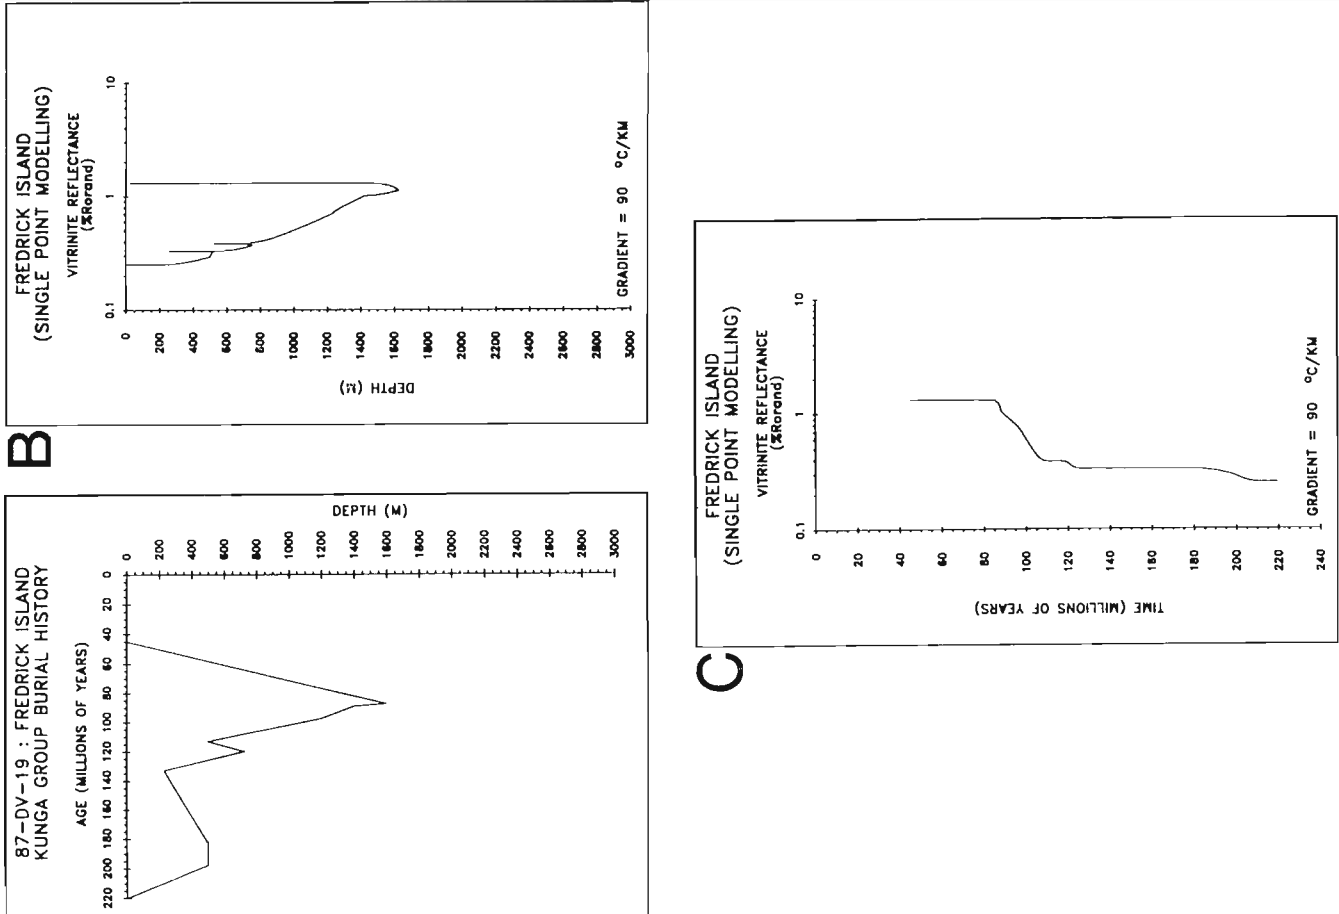 B
FREDRICK ISLAND
(SINGLE POINT MODELLING)
VITRINITE REFLECTANCE
(%Rorand)
0.1
1
10
0
200
400
600
800
1000
1200
1400
1600
1800
2000
2200
2400
2600
2800
3000
DEPTH (M)
GRADIENT = 90 °C/KM
87-DV-19 : FREDRICK ISLAND
KUNGA GROUP BURIAL HISTORY
AGE (MILLIONS OF YEARS)
220 200 180 160 140 120 100 80 60 40 20 0
0
200
400
600
800
1000
1200
1400
1600
1800
2000
2200
2400
2600
2800
3000
DEPTH (M)
C
FREDRICK ISLAND
(SINGLE POINT MODELLING)
VITRINITE REFLECTANCE
(%Rorand)
0.1
1
10
0
20
40
60
80
100
120
140
160
180
200
220
240
TIME (MILLIONS OF YEARS)
GRADIENT = 90 °C/KM